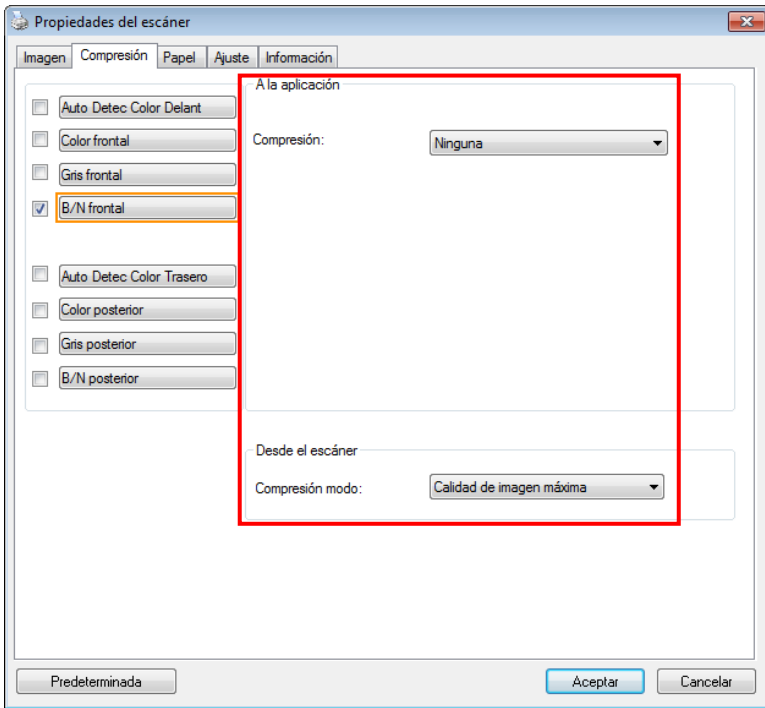 Propiedades del escáner
Imagen Compresión Papel Ajuste Información
A la aplicación
Auto Detec Color Delant
Color frontal
Compresión: Ninguna
Gris frontal
B/N frontal
Auto Detec Color Trasero
Color posterior
Gris posterior
B/N posterior
Desde el escáner
Compresión modo: Calidad de imagen máxima
Predeterminada Aceptar Cancelar